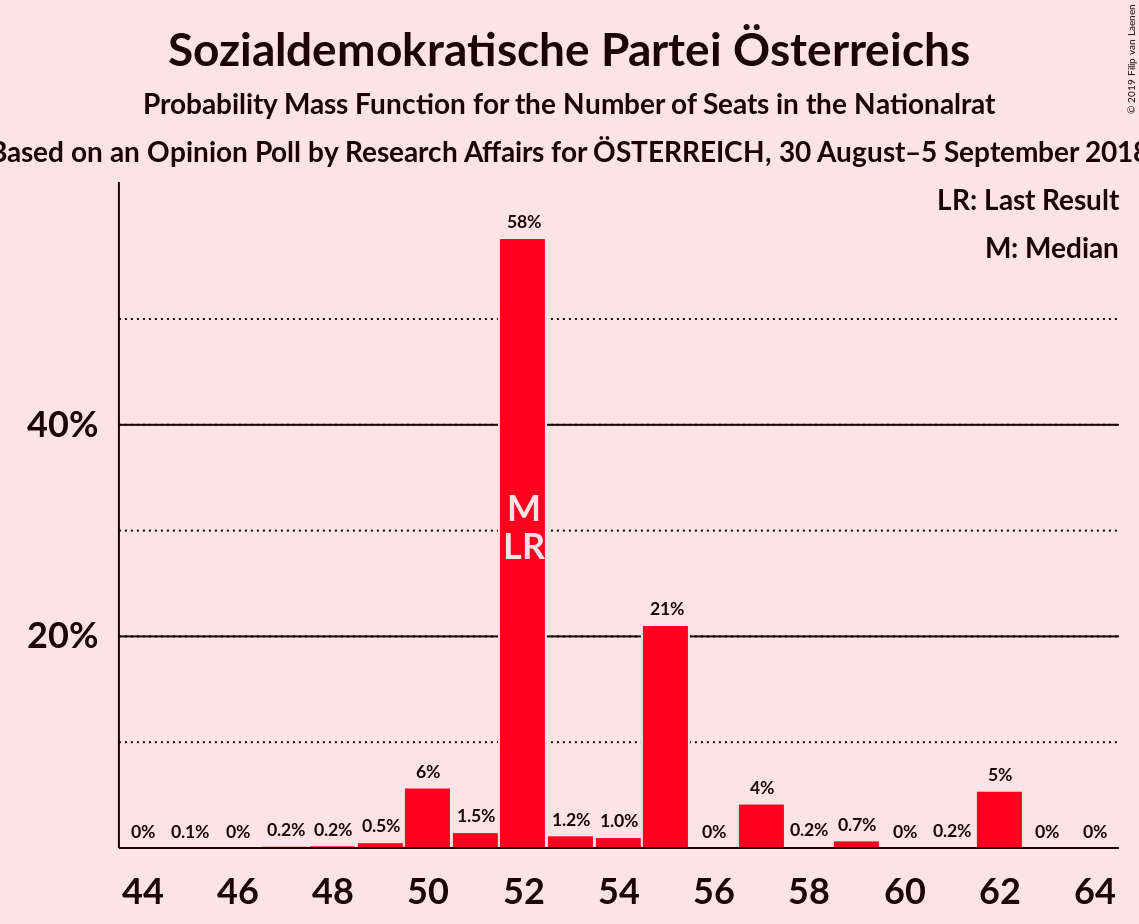 Sozialdemokratische Partei Österreichs
Probability Mass Function for the Number of Seats in the Nationalrat
Based on an Opinion Poll by Research Affairs for ÖSTERREICH, 30 August–5 September 2018
© 2019 Filip van Laenen
LR: Last Result
M: Median
58%
40%
M
LR
21%
20%
0%
0.1%
0%
0.2%
0.2%
0.5%
6%
1.5%
1.2%
1.0%
0%
4%
0.2%
0.7%
0%
0.2%
5%
0%
0%
44 46 48 50 52 54 56 58 60 62 64